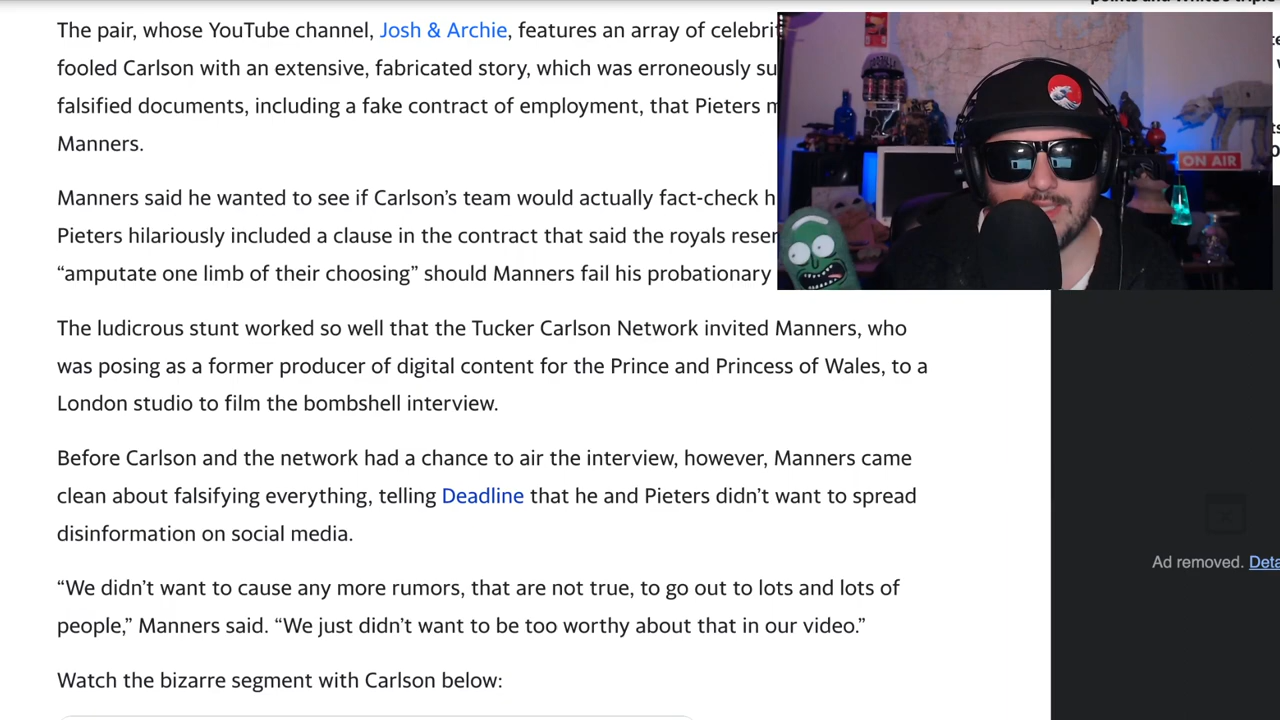 The pair, whose YouTube channel, Josh & Archie, features an array of
fooled Carlson with an extensive, fabricated story, which was erroneously
falsified documents, including a fake contract of employment, that Pieters
Manners.
Manners said he wanted to see if Carlson's team would actually fact-check
Pieters hilariously included a clause in the contract that said the royals
“amputate one limb of their choosing” should Manners fail his probationary
The ludicrous stunt worked so well that the Tucker Carlson Network invited Manners, who
was posing as a former producer of digital content for the Prince and Princess of Wales, to a
London studio to film the bombshell interview.
Before Carlson and the network had a chance to air the interview, however, Manners came
clean about falsifying everything, telling Deadline that he and Pieters didn’t want to spread
disinformation on social media.
“We didn’t want to cause any more rumors, that are not true, to go out to lots and lots of
people,” Manners said. “We just didn’t want to be too worthy about that in our video.”
Watch the bizarre segment with Carlson below:
ON AIR
Ad removed.